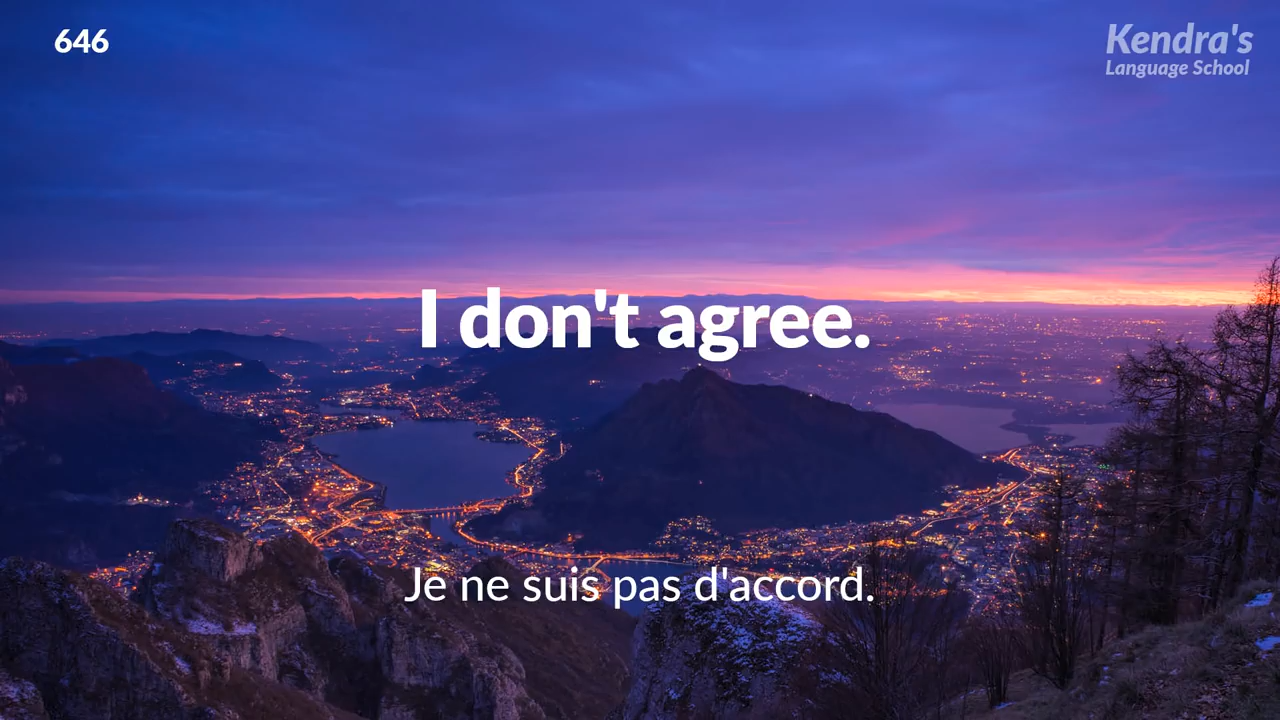 646
Kendra's
Language School
I don't agree.
Je ne suis pas d'accord.